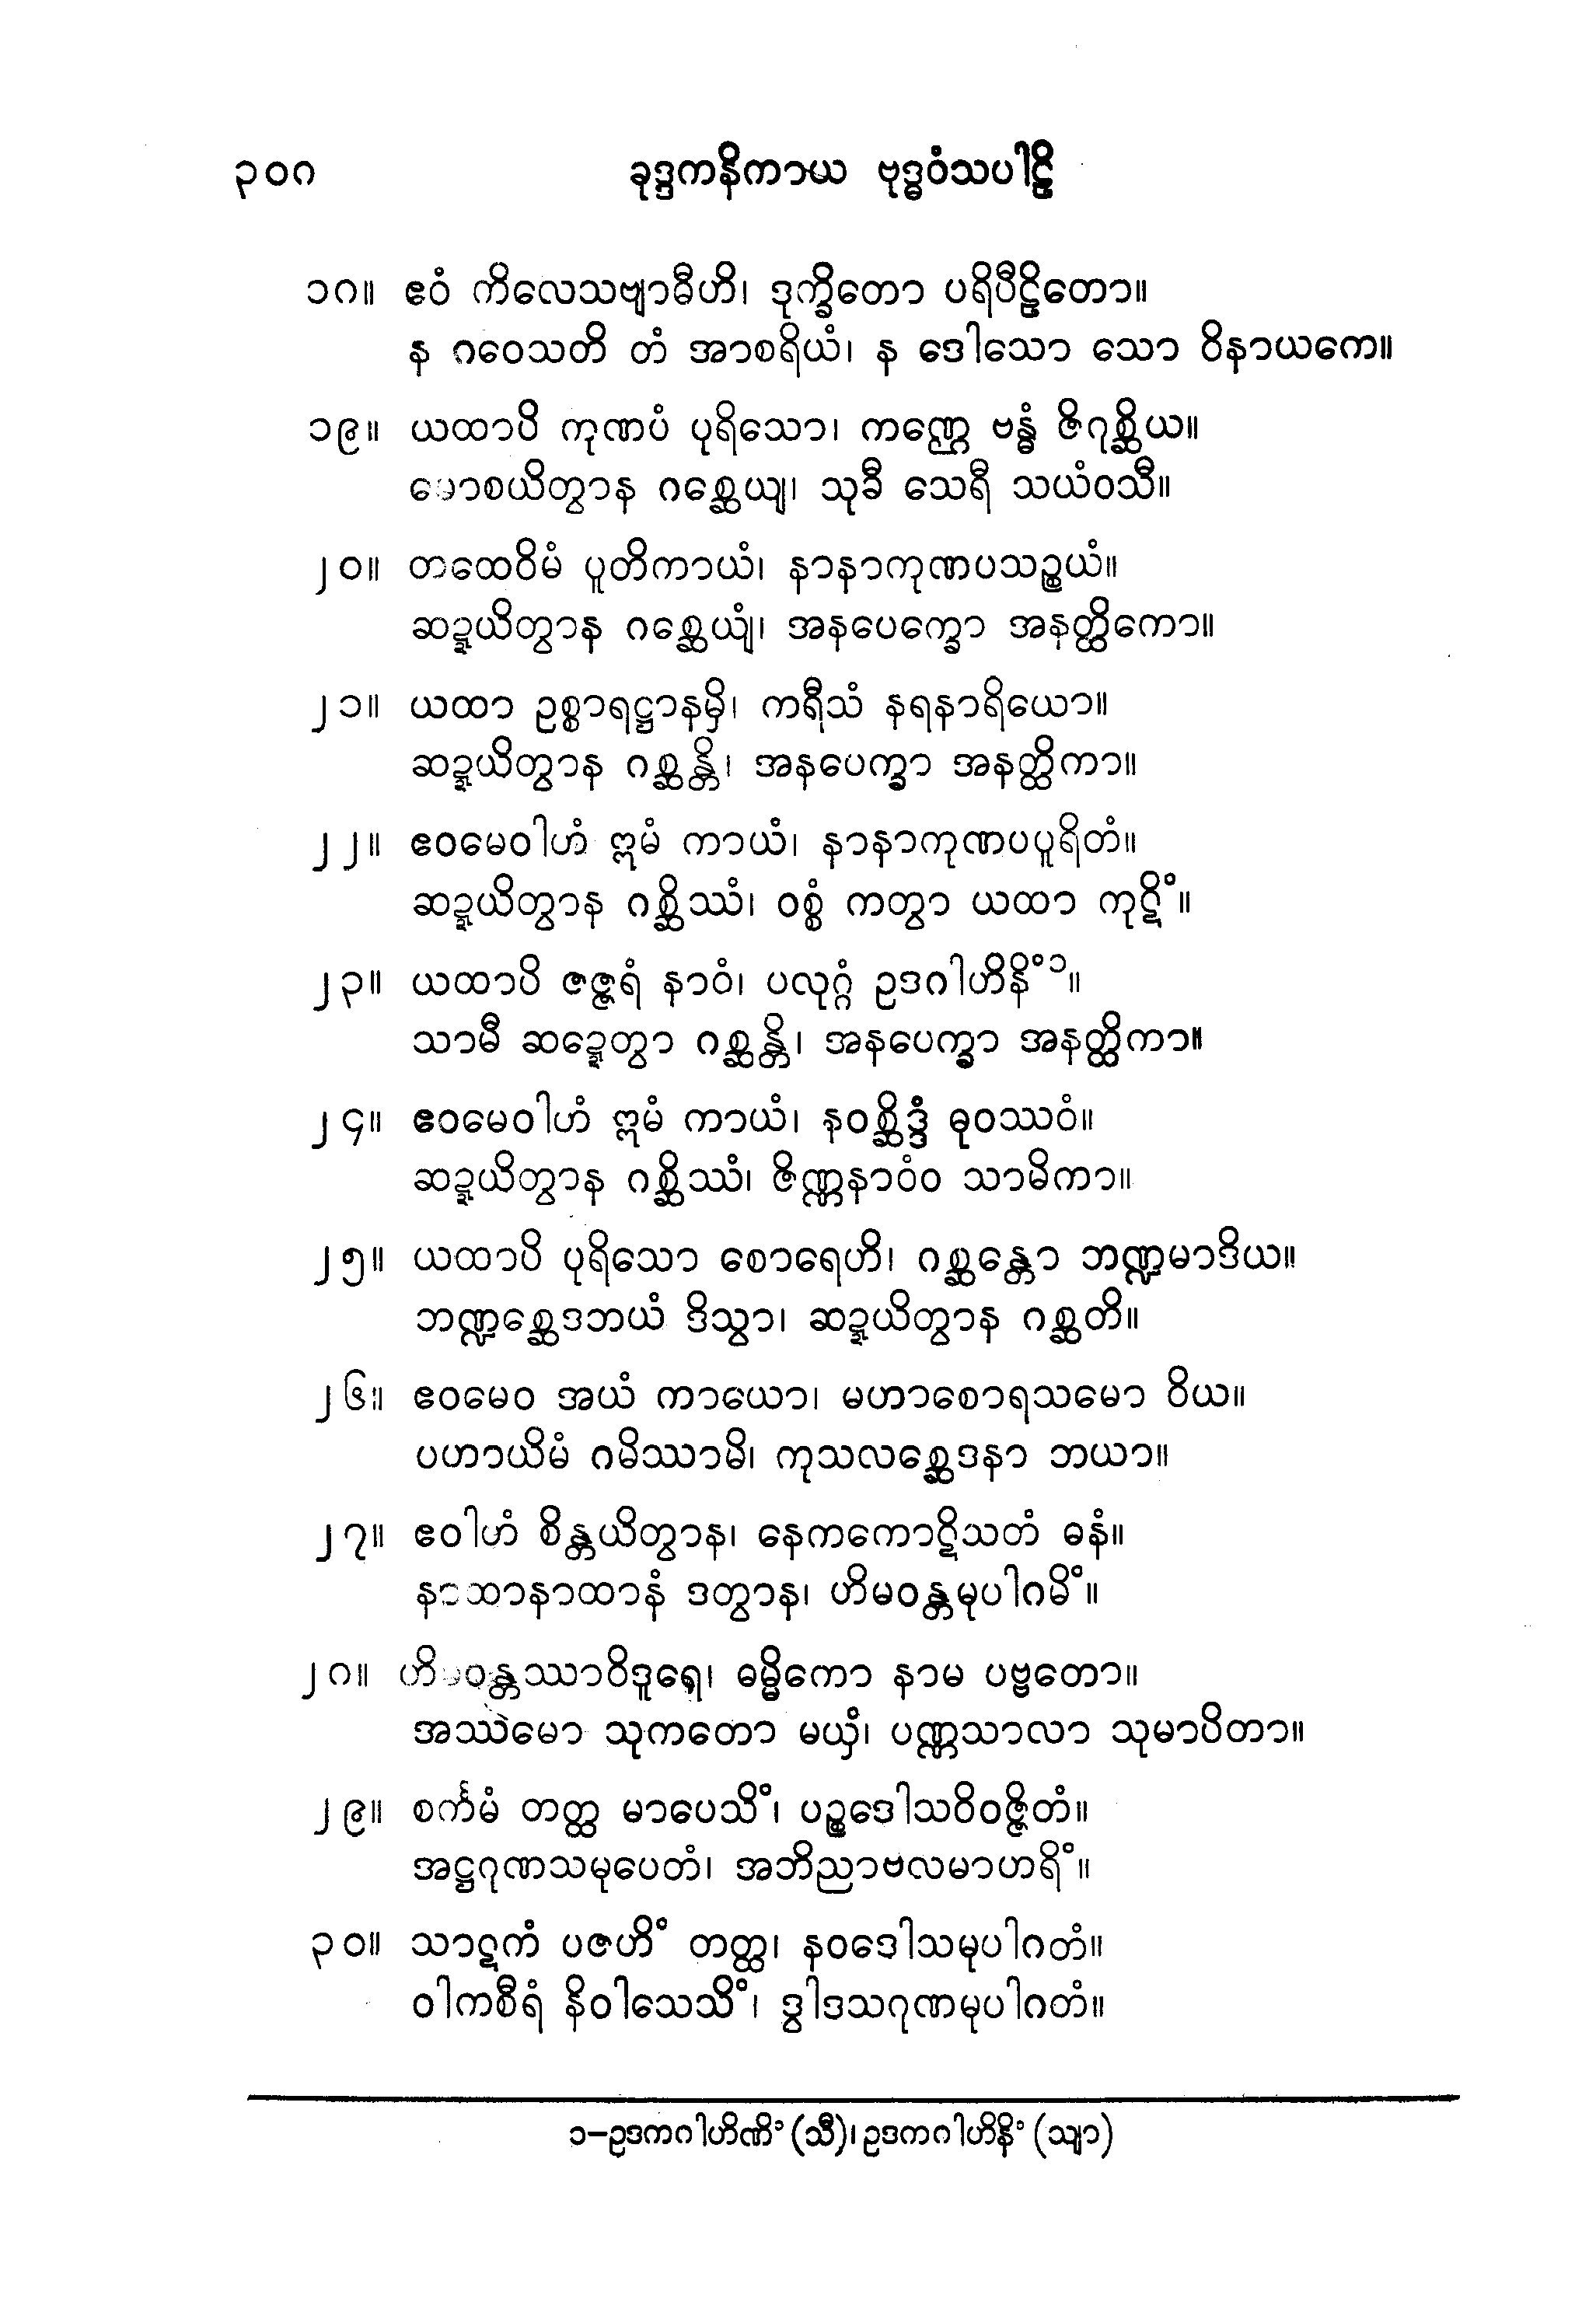 ၃၀၈ ခုဒ္ဒကနိကာယ ဗုဒ္ဓဝံသပါဠိ
၁၈။ ဧဝံ ကိလေသဗျာဓီဟိ၊ ဒုက္ခိတော ပရိပီဠိတော။
န ဂဝေသတိ တံ အာစရိယံ၊ န ဒေါသော သော ဝိနာယကေ။
၁၉။ ယထာပိ ကုဏပံ ပုရိသော၊ ကဏ္ဌေ ဗန္ဓံ ဇိဂုစ္ဆိယ။
မောစယိတွာန ဂစ္ဆေယျ၊ သုခီ သေရီ သယံဝသီ။
၂၀။ တထေဝိမံ ပူတိကာယံ၊ နာနာကုဏပသဉ္စယံ။
ဆဍ္ဍယိတွာန ဂစ္ဆေယျံ၊ အနပေက္ခော အနတ္ထိကော။
၂၁။ ယထာ ဥစ္စာရဋ္ဌာနမှိ၊ ကရီသံ နရနာရိယော။
ဆဍ္ဍယိတွာန ဂစ္ဆန္တိ၊ အနပေက္ခာ အနတ္ထိကာ။
၂၂။ ဧဝမေဝါဟံ ဣမံ ကာယံ၊ နာနာကုဏပပူရိတံ။
ဆဍ္ဍယိတွာန ဂစ္ဆိဿံ၊ ဝစ္စံ ကတွာ ယထာ ကုဋိံ။
၂၃။ ယထာပိ ဇဇ္ဇရံ နာဝံ၊ ပလုဂ္ဂံ ဥဒဂါဟိနိံ၁။
သာမီ ဆဍ္ဍေတွာ ဂစ္ဆန္တိ၊ အနပေက္ခာ အနတ္ထိကာ။
၂၄။ ဧဝမေဝါဟံ ဣမံ ကာယံ၊ နဝစ္ဆိဒ္ဒံ ဓုဝဿဝံ။
ဆဍ္ဍယိတွာန ဂစ္ဆိဿံ၊ ဇိဏ္ဏနာဝံဝ သာမိကာ။
၂၅။ ယထာပိ ပုရိသော စောရေဟိ၊ ဂစ္ဆန္တော ဘဏ္ဍမာဒိယ။
ဘဏ္ဍစ္ဆေဒဘယံ ဒိသွာ၊ ဆဍ္ဍယိတွာန ဂစ္ဆတိ။
၂၆။ ဧဝမေဝ အယံ ကာယော၊ မဟာစောရသမော ဝိယ။
ပဟာယိမံ ဂမိဿာမိ၊ ကုသလစ္ဆေဒနာ ဘယာ။
၂၇။ ဧဝါဟံ စိန္တယိတွာန၊ နေကကောဋိသတံ ဓနံ။
နာထာနာထာနံ ဒတွာန၊ ဟိမဝန္တမုပါဂမိံ။
၂၈။ ဟိမဝန္တဿာဝိဒူရေ၊ ဓမ္မိကော နာမ ပဗ္ဗတော။
အဿမော သုကတော မယှံ၊ ပဏ္ဏသာလာ သုမာပိတာ။
၂၉။ စင်္ကမံ တတ္ထ မာပေသိံ၊ ပဉ္စဒေါသဝိဝဇ္ဇိတံ။
အဋ္ဌဂုဏသမုပေတံ၊ အဘိညာဗလမာဟရိံ။
၃၀။ သာဋကံ ပဇဟိံ တတ္ထ၊ နဝဒေါသမုပါဂတံ။
ဝါကစီရံ နိဝါသေသိံ၊ ဒွါဒသဂုဏမုပါဂတံ။
၁-ဥဒကဂါဟိဏိံ (သီ)၊ ဥဒကဂါဟိနိံ (သျာ)